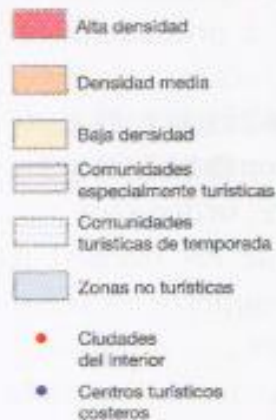 Alta densidad
Densidad media
Baja densidad
Comunidades
especialmente turísticas
Comunidades
turísticas de temporada
Zonas no turísticas
Ciudades
del interior
Centros turísticos
costeros